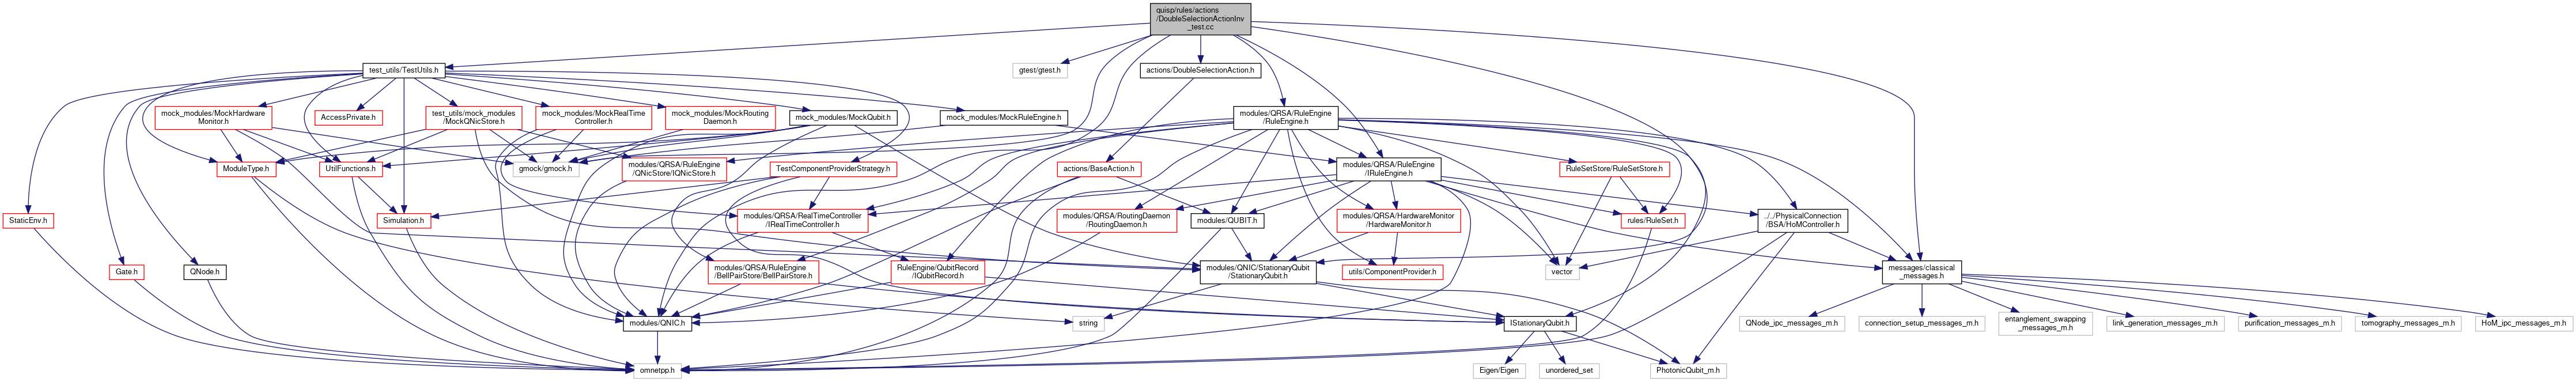 quisp/rules/actions
/DoubleSelectionActionInv
_test.cc
test_utils/TestUtils.h
gtest/gtest.h
actions/DoubleSelectionAction.h
mock_modules/MockHardware
Monitor.h
AccessPrivate.h
test_utils/mock_modules
/MockQNicStore.h
mock_modules/MockRealTime
Controller.h
mock_modules/MockRouting
Daemon.h
mock_modules/MockQubit.h
mock_modules/MockRuleEngine.h
modules/QRSA/RuleEngine
/RuleEngine.h
ModuleType.h
UtilFunctions.h
gmock/gmock.h
modules/QRSA/RuleEngine
/QNicStore/IQNicStore.h
TestComponentProviderStrategy.h
actions/BaseAction.h
modules/QRSA/RuleEngine
/IRuleEngine.h
RuleSetStore/RuleSetStore.h
StaticEnv.h
Simulation.h
modules/QRSA/RealTimeController
/IRealTimeController.h
modules/QRSA/RoutingDaemon
/RoutingDaemon.h
modules/QUBIT.h
modules/QRSA/HardwareMonitor
/HardwareMonitor.h
rules/RuleSet.h
../../PhysicalConnection
/BSA/HoMController.h
Gate.h
QNode.h
modules/QRSA/RuleEngine
/BellPairStore/BellPairStore.h
RuleEngine/QubitRecord
/IQubitRecord.h
modules/QNIC/StationaryQubit
/StationaryQubit.h
utils/ComponentProvider.h
vector
messages/classical
_messages.h
modules/QNIC.h
string
IStationaryQubit.h
QNode_ipc_messages_m.h
connection_setup_messages_m.h
entanglement_swapping
_messages_m.h
link_generation_messages_m.h
purification_messages_m.h
tomography_messages_m.h
HoM_ipc_messages_m.h
omnetpp.h
Eigen/Eigen
unordered_set
PhotonicQubit_m.h